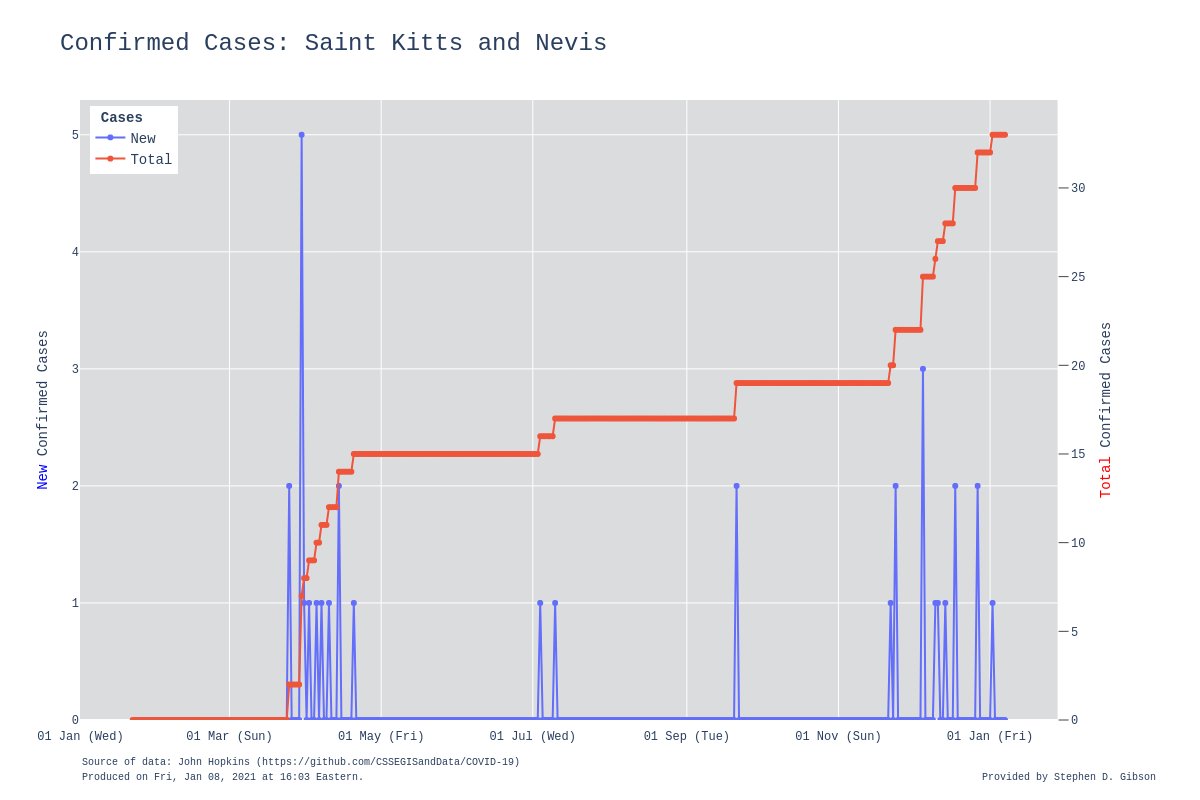 Confirmed Cases: Saint Kitts and Nevis
Cases
New
Total
5
4
3
2
1
0
New Confirmed Cases
30
25
20
15
10
5
0
Total Confirmed Cases
01 Jan (Wed)
01 Mar (Sun)
01 May (Fri)
01 Jul (Wed)
01 Sep (Tue)
01 Nov (Sun)
01 Jan (Fri)
Source of data: John Hopkins (https://github.com/CSSEGISandData/COVID-19)
Produced on Fri, Jan 08, 2021 at 16:03 Eastern.
Provided by Stephen D. Gibson